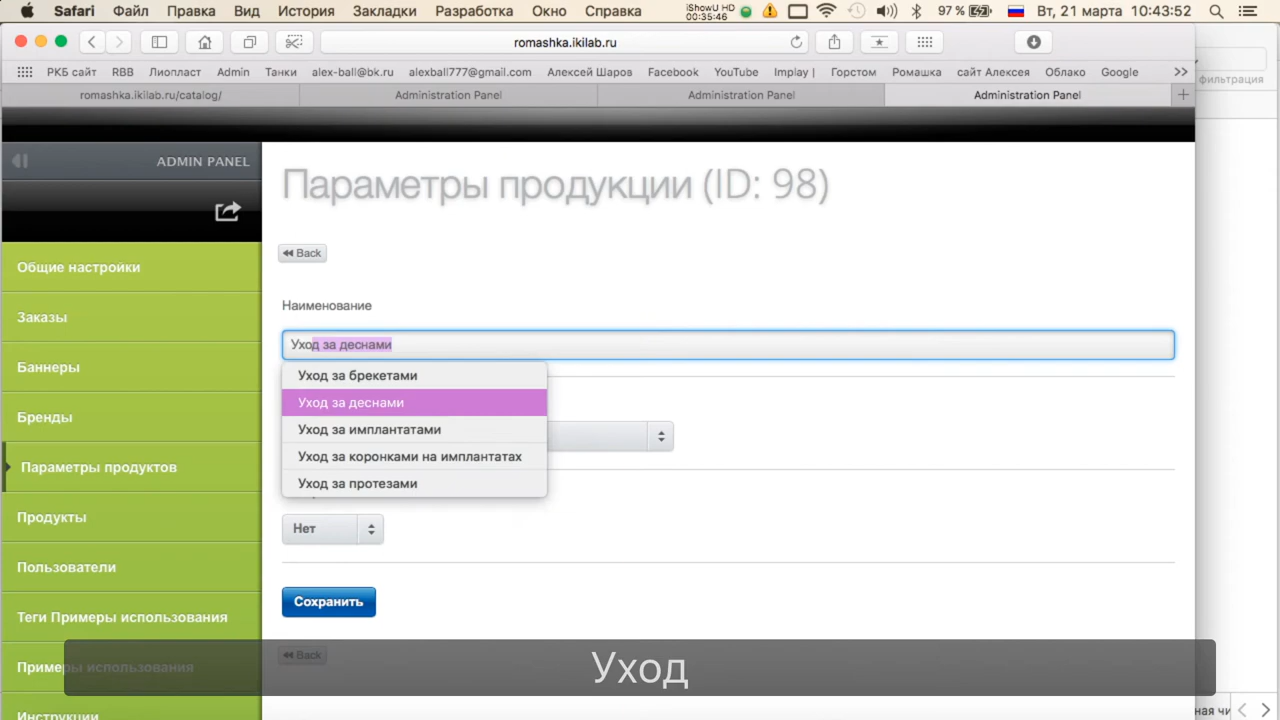 Safari Файл Правка Вид История Закладки Разработка Окно Справка iShowU HD 00:35:46 97 % Вт, 21 марта 10:43:52
romashka.ikilab.ru
РКБ сайт RBB Лиопласт Admin Танки alex-ball@bk.ru alexball777@gmail.com Алексей Шаров Facebook YouTube Implay | Горстом Ромашка сайт Алексея Облако Google >>
фильтрация
romashka.ikilab.ru/catalog/ Administration Panel Administration Panel Administration Panel +
ADMIN PANEL
Общие настройки
Заказы
Баннеры
Бренды
Параметры продуктов
Продукты
Пользователи
Теги Примеры использования
Примеры использования
Инструкции
Параметры продукции (ID: 98)
Back
Наименование
Уход за деснами
Уход за брекетами
Уход за деснами
Уход за имплантатами
Уход за коронками на имплантатах
Уход за протезами
Нет
Сохранить
Back
Уход
ная чи